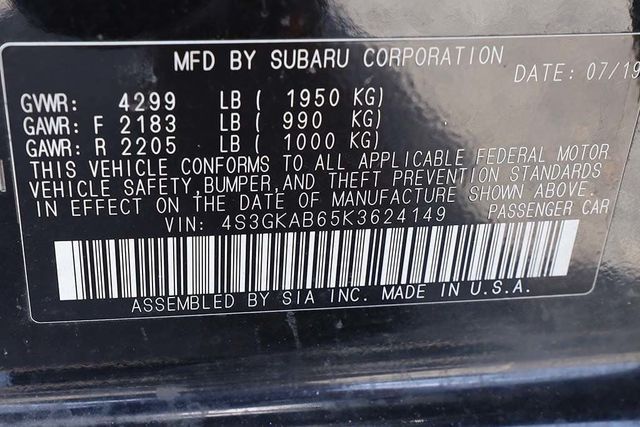 MFD BY SUBARU CORPORATION
DATE: 07/19
GVWR: 4299 LB ( 1950 KG)
GAWR: F 2183 LB ( 990 KG)
GAWR: R 2205 LB ( 1000 KG)
THIS VEHICLE CONFORMS TO ALL APPLICABLE FEDERAL MOTOR
VEHICLE SAFETY,BUMPER,AND THEFT PREVENTION STANDARDS
IN EFFECT ON THE DATE OF MANUFACTURE SHOWN ABOVE.
VIN: 4S3GKAB65K3624149 PASSENGER CAR
ASSEMBLED BY SIA INC. MADE IN U.S.A.